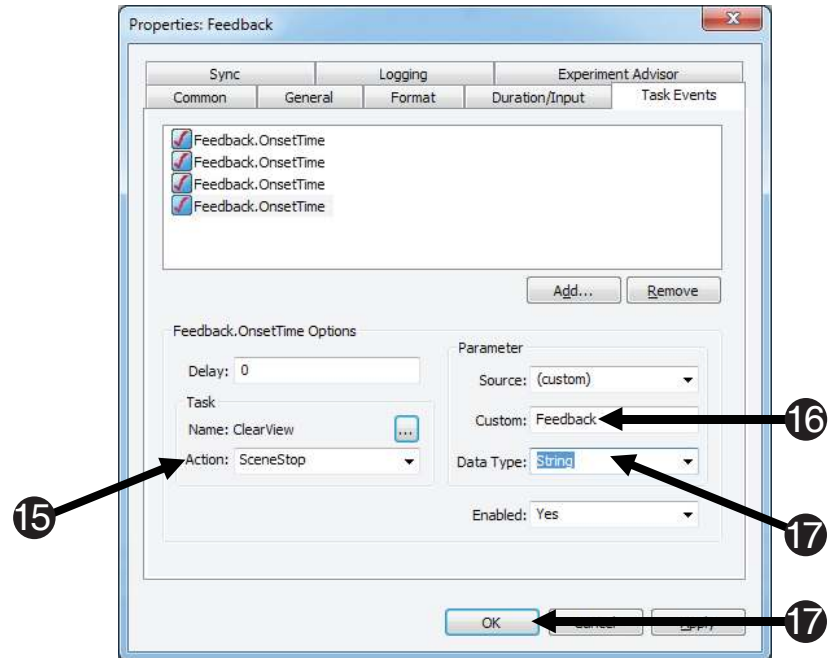 Properties: Feedback
Sync Logging Experiment Advisor
Common General Format Duration/Input Task Events
Feedback.OnsetTime
Feedback.OnsetTime
Feedback.OnsetTime
Feedback.OnsetTime
Add... Remove
Feedback.OnsetTime Options
Delay: 0
Task
Name: ClearView ...
Action: SceneStop
Parameter
Source: (custom)
Custom: Feedback
Data Type: String
Enabled: Yes
15
16
17
OK
17